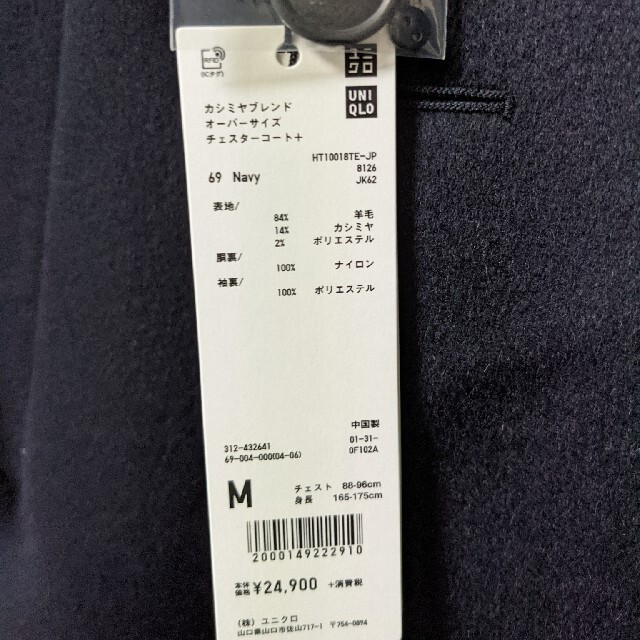 RFID
(ICタグ)
UNI
QLO
カシミヤブレンド
オーバーサイズ
チェスターコート+
HT10018TE-JP
69 Navy
8126
JK62
表地/
84% 羊毛
14% カシミヤ
2% ポリエステル
胴裏/
100% ナイロン
袖裏/
100% ポリエステル
中国製
312-432641
01-31-
69-004-000(04-06)
0F102A
M
チェスト 88-96cm
身長 165-175cm
2000149222910
本体
価格 ¥24,900 +消費税
(株) ユニクロ
山口県山口市佐山717-1 〒754-0894